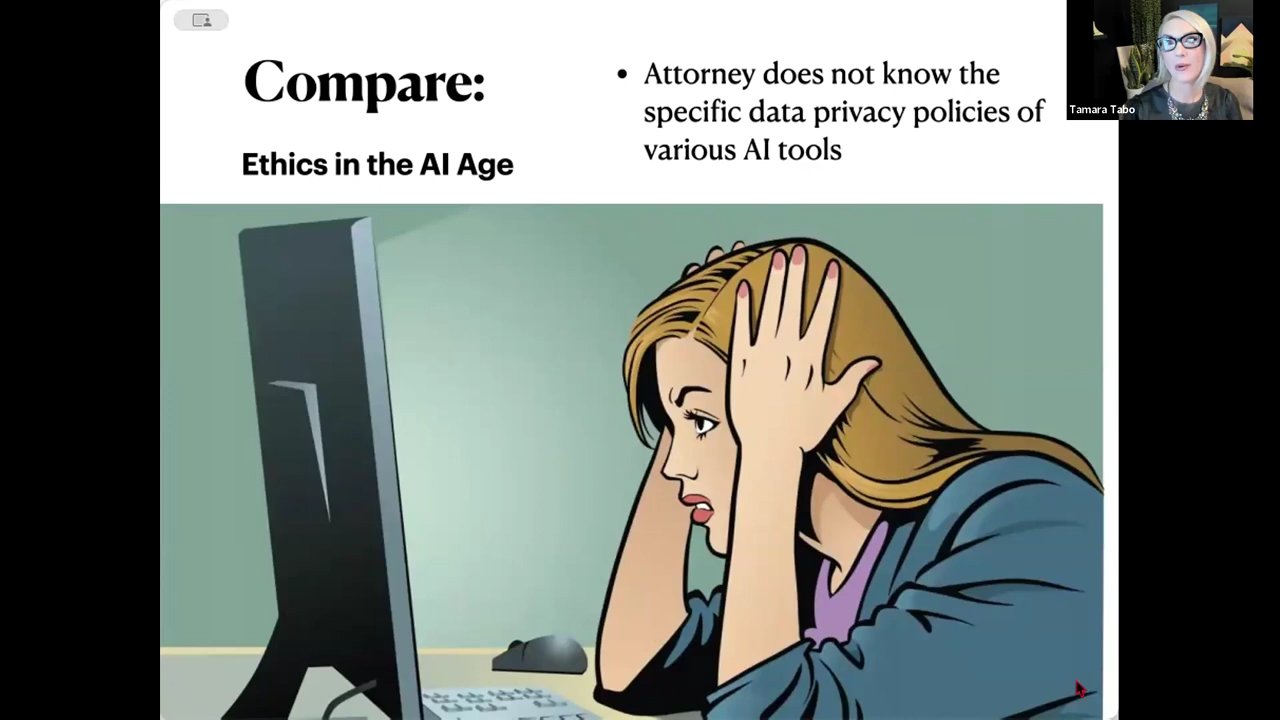 Compare:
Ethics in the AI Age
• Attorney does not know the
specific data privacy policies of
various AI tools
Tamara Tabo